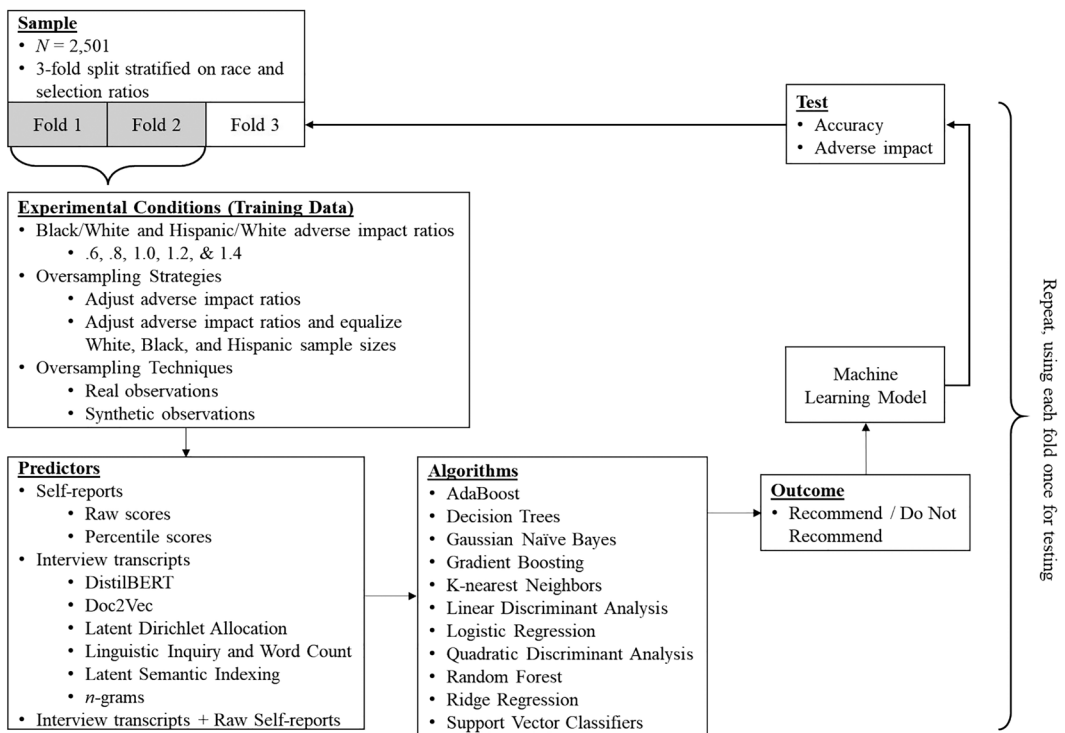 Sample
• N = 2,501
• 3-fold split stratified on race and
selection ratios
Fold 1
Fold 2
Fold 3
Test
• Accuracy
• Adverse impact
Experimental Conditions (Training Data)
• Black/White and Hispanic/White adverse impact ratios
• .6, .8, 1.0, 1.2, & 1.4
• Oversampling Strategies
• Adjust adverse impact ratios
• Adjust adverse impact ratios and equalize
White, Black, and Hispanic sample sizes
• Oversampling Techniques
• Real observations
• Synthetic observations
Predictors
• Self-reports
• Raw scores
• Percentile scores
• Interview transcripts
• DistilBERT
• Doc2Vec
• Latent Dirichlet Allocation
• Linguistic Inquiry and Word Count
• Latent Semantic Indexing
• n-grams
• Interview transcripts + Raw Self-reports
Algorithms
• AdaBoost
• Decision Trees
• Gaussian Naïve Bayes
• Gradient Boosting
• K-nearest Neighbors
• Linear Discriminant Analysis
• Logistic Regression
• Quadratic Discriminant Analysis
• Random Forest
• Ridge Regression
• Support Vector Classifiers
Outcome
• Recommend / Do Not
Recommend
Machine
Learning Model
Repeat, using each fold once for testing